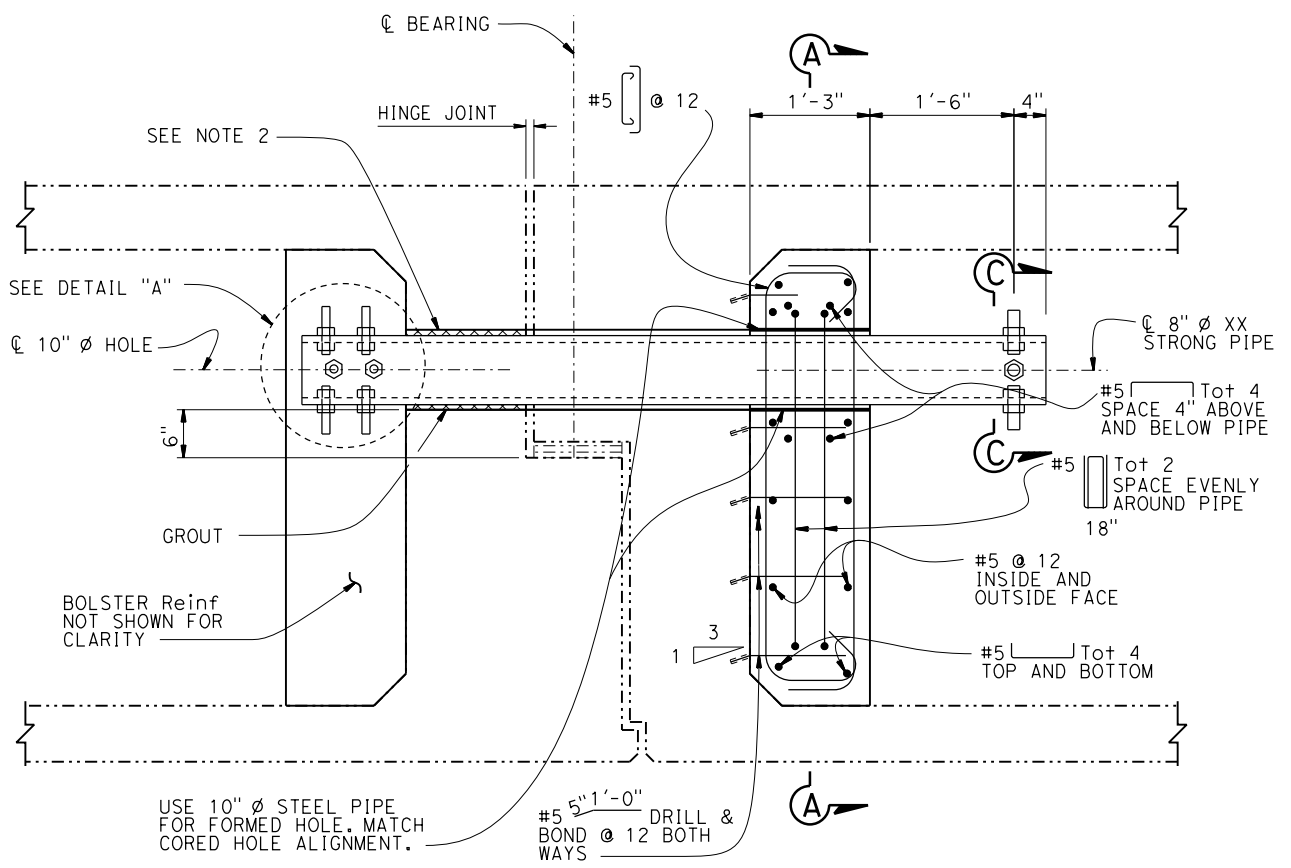 ℄ BEARING
A
#5 @ 12
1'-3"
1'-6"
4"
HINGE JOINT
SEE NOTE 2
SEE DETAIL "A"
C
℄ 10" Ø HOLE
℄ 8" Ø XX
STRONG PIPE
#5 Tot 4
SPACE 4" ABOVE
AND BELOW PIPE
6"
C
#5 Tot 2
SPACE EVENLY
AROUND PIPE
18"
GROUT
#5 @ 12
INSIDE AND
OUTSIDE FACE
BOLSTER Reinf
NOT SHOWN FOR
CLARITY
3
1
#5 Tot 4
TOP AND BOTTOM
USE 10" Ø STEEL PIPE
FOR FORMED HOLE. MATCH
CORED HOLE ALIGNMENT.
#5 5" 1'-0" DRILL &
BOND @ 12 BOTH
WAYS
A